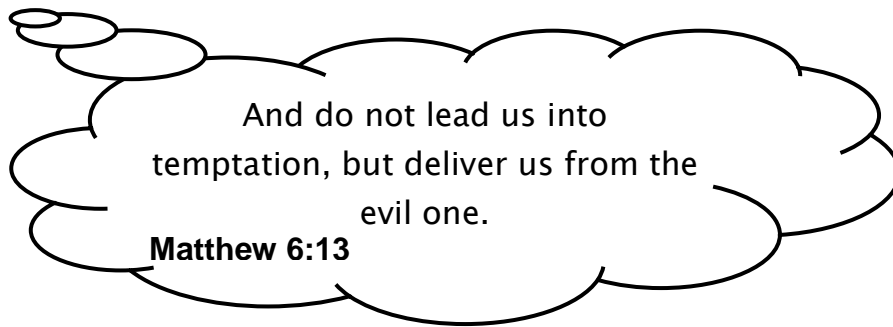 And do not lead us into
temptation, but deliver us from the
evil one.
Matthew 6:13